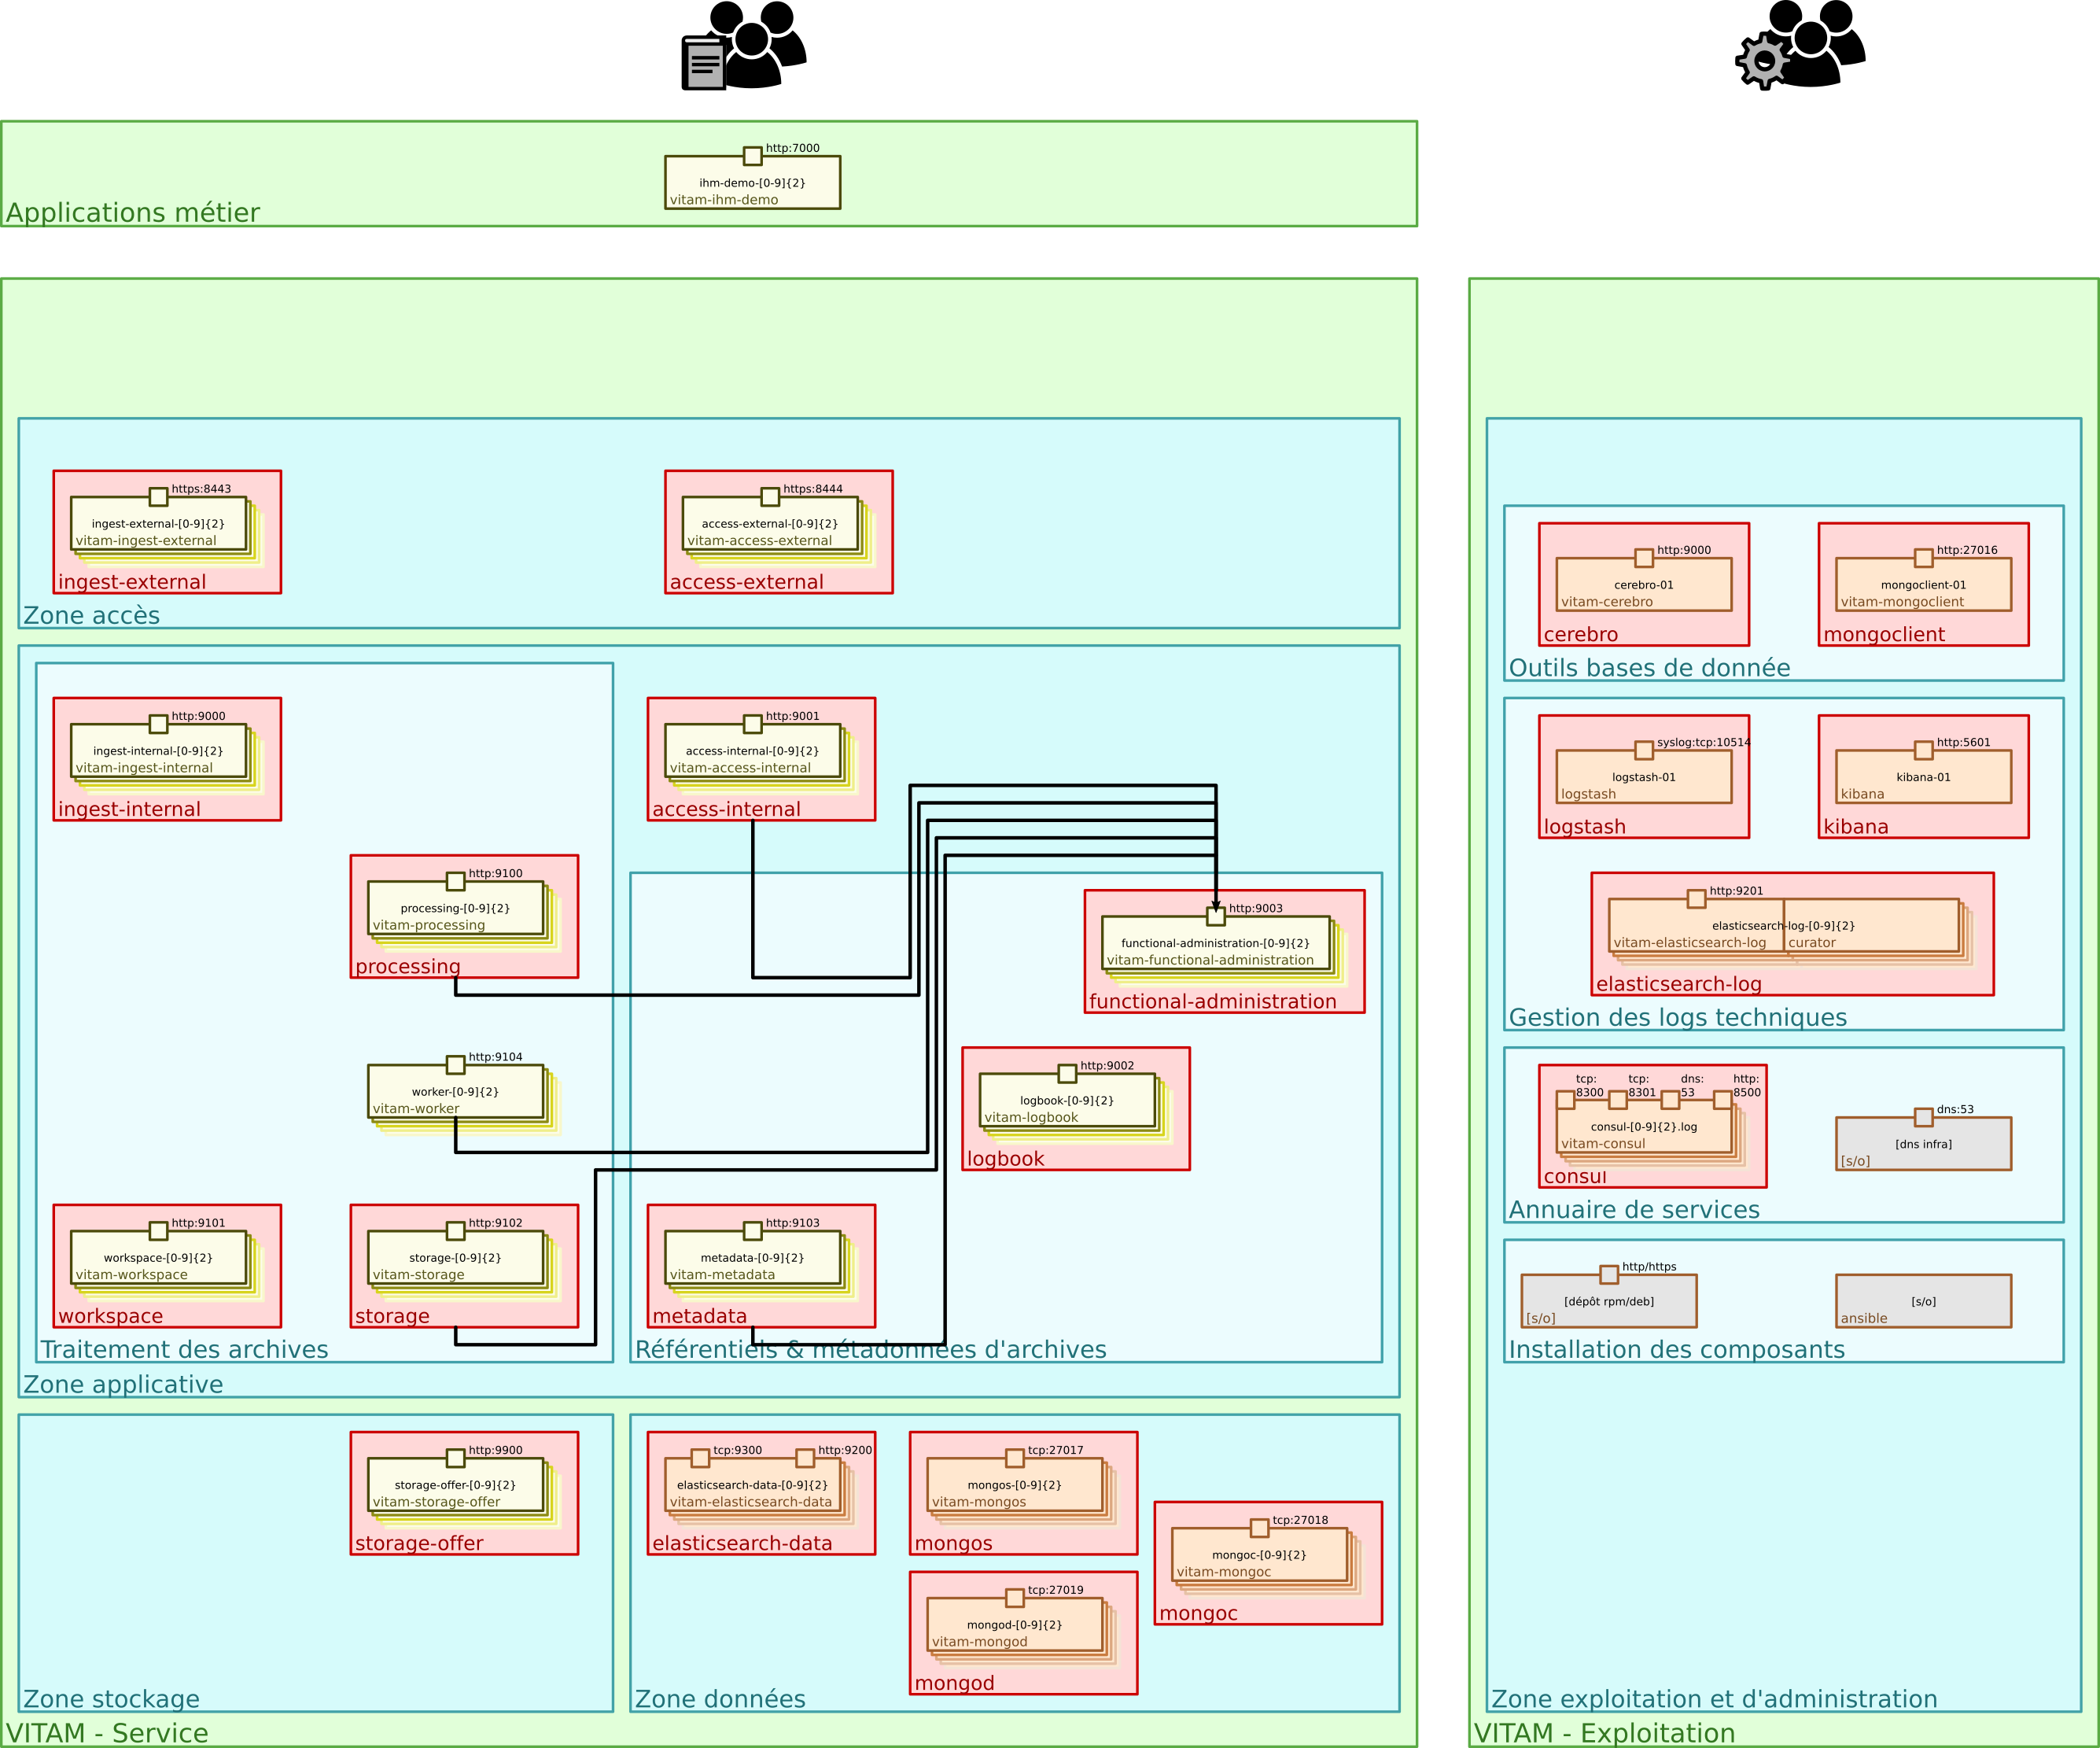 http:7000
ihm-demo-[0-9]{2}
vitam-ihm-demo
Applications métier
https:8443
ingest-external-[0-9]{2}
vitam-ingest-external
ingest-external
https:8444
access-external-[0-9]{2}
vitam-access-external
access-external
Zone accès
http:9000
ingest-internal-[0-9]{2}
vitam-ingest-internal
ingest-internal
http:9100
processing-[0-9]{2}
vitam-processing
processing
http:9104
worker-[0-9]{2}
vitam-worker
http:9101
workspace-[0-9]{2}
vitam-workspace
workspace
http:9102
storage-[0-9]{2}
vitam-storage
storage
Traitement des archives
http:9001
access-internal-[0-9]{2}
vitam-access-internal
access-internal
http:9003
functional-administration-[0-9]{2}
vitam-functional-administration
functional-administration
http:9002
logbook-[0-9]{2}
vitam-logbook
logbook
http:9103
metadata-[0-9]{2}
vitam-metadata
metadata
Référentiels & métadonnées d'archives
Zone applicative
http:9900
storage-offer-[0-9]{2}
vitam-storage-offer
storage-offer
Zone stockage
tcp:9300
http:9200
elasticsearch-data-[0-9]{2}
vitam-elasticsearch-data
elasticsearch-data
tcp:27017
mongos-[0-9]{2}
vitam-mongos
mongos
tcp:27018
mongoc-[0-9]{2}
vitam-mongoc
mongoc
tcp:27019
mongod-[0-9]{2}
vitam-mongod
mongod
Zone données
VITAM - Service
http:9000
cerebro-01
vitam-cerebro
cerebro
http:27016
mongoclient-01
vitam-mongoclient
mongoclient
Outils bases de donnée
syslog:tcp:10514
logstash-01
logstash
logstash
http:5601
kibana-01
kibana
kibana
http:9201
elasticsearch-log-[0-9]{2}
vitam-elasticsearch-log
curator
elasticsearch-log
Gestion des logs techniques
tcp:
8300
tcp:
8301
dns:
53
http:
8500
consul-[0-9]{2}.log
vitam-consul
consul
dns:53
[dns infra]
[s/o]
Annuaire de services
http/https
[dépôt rpm/deb]
[s/o]
[s/o]
ansible
Installation des composants
Zone exploitation et d'administration
VITAM - Exploitation